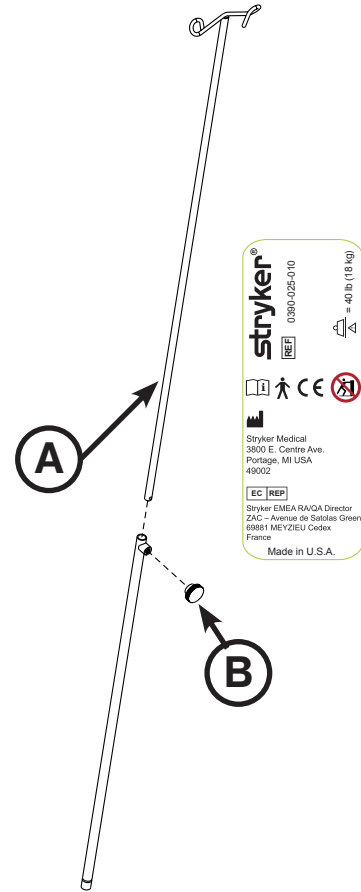 stryker®
REF 0390-025-010
= 40 lb (18 kg)
CE
Stryker Medical
3800 E. Centre Ave.
Portage, MI USA
49002
EC REP
Stryker EMEA RA/QA Director
ZAC – Avenue de Satolas Green
69881 MEYZIEU Cedex
France
Made in U.S.A.
A
B